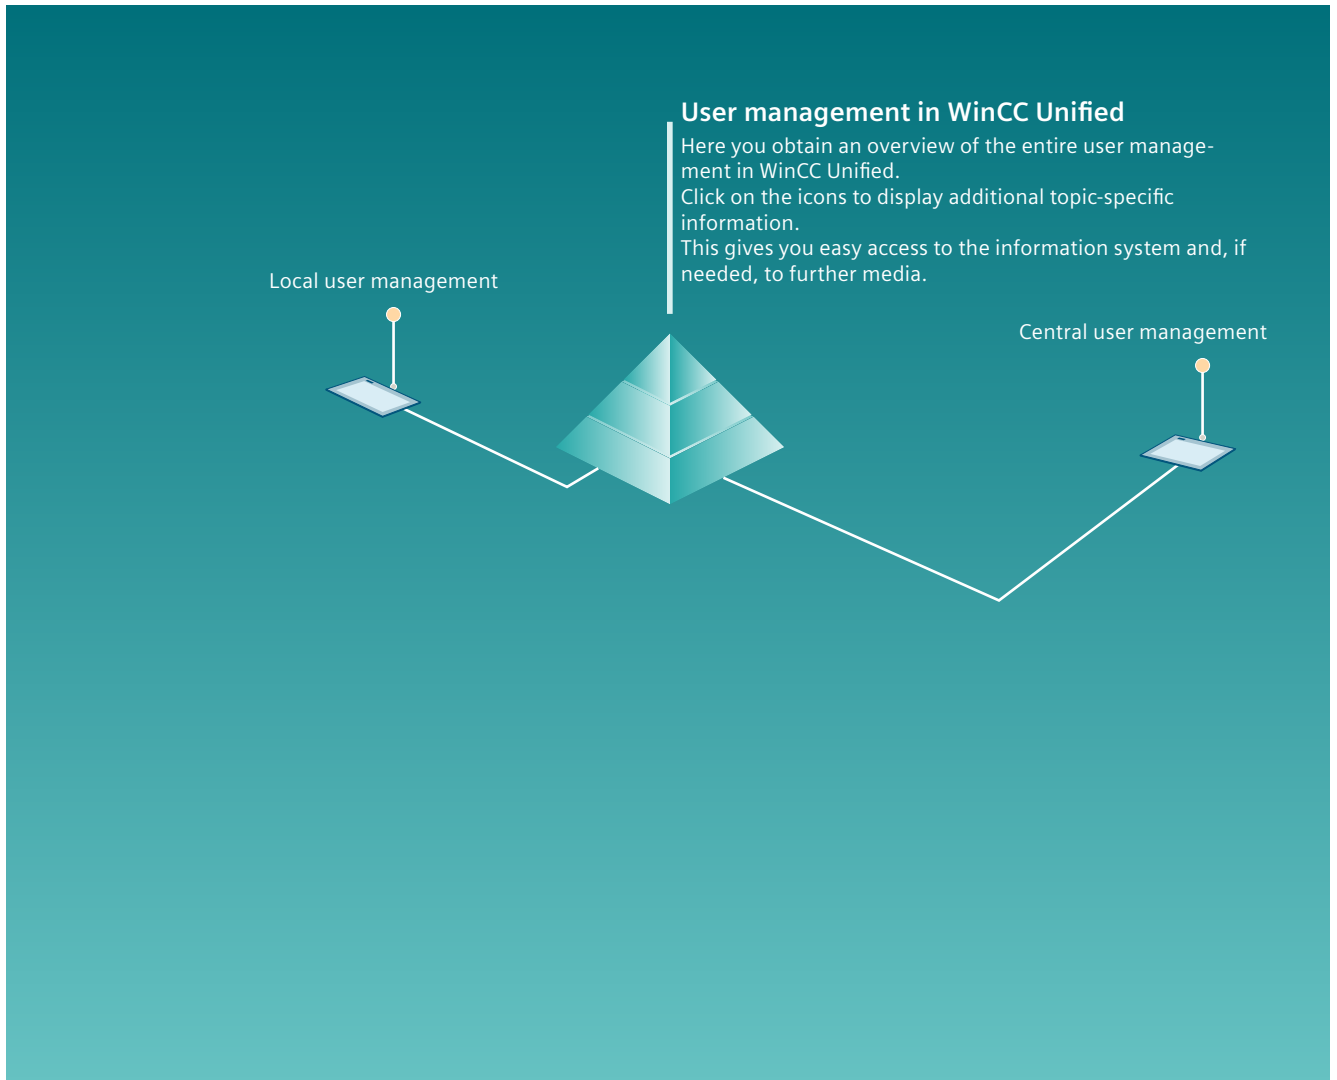 User management in WinCC Unified
Here you obtain an overview of the entire user manage-
ment in WinCC Unified.
Click on the icons to display additional topic-specific
information.
This gives you easy access to the information system and, if
needed, to further media.
Local user management
Central user management